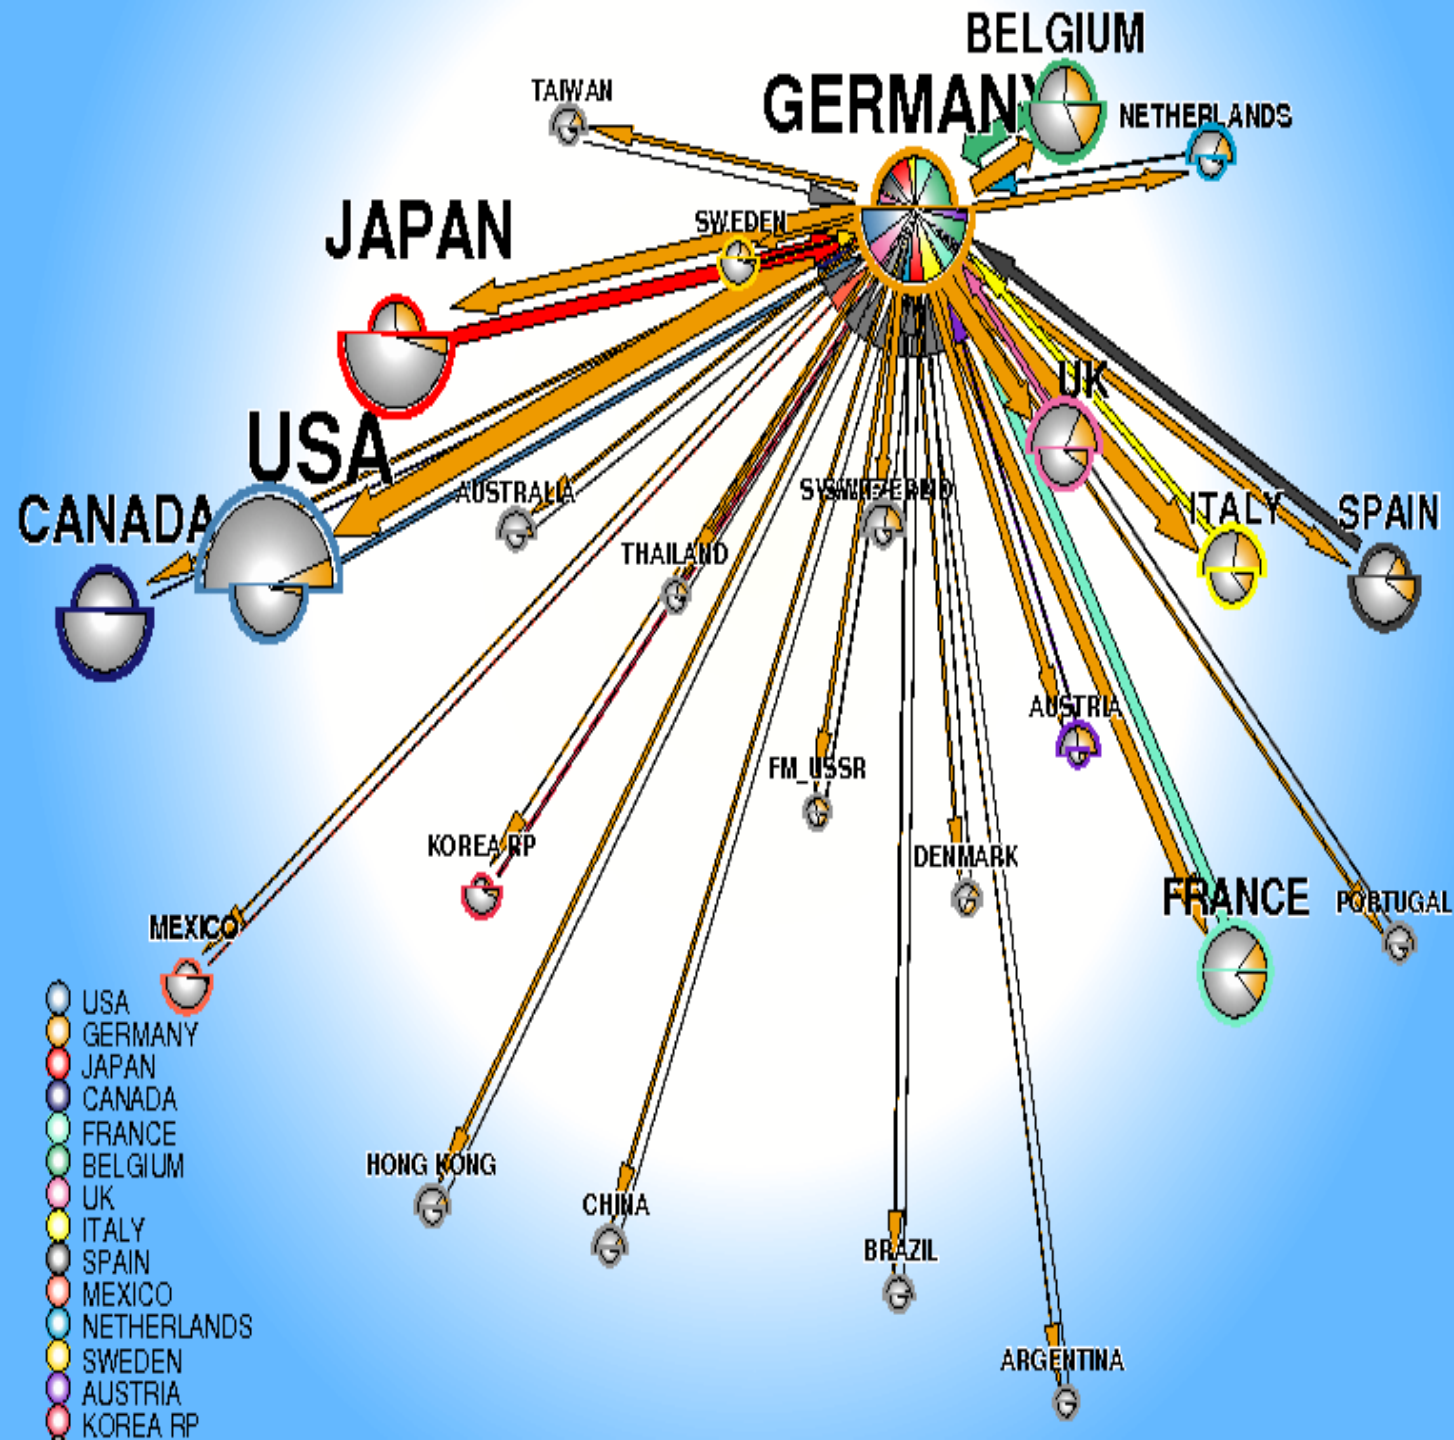 BELGIUM
TAIWAN
GERMANY
NETHERLANDS
JAPAN
SWEDEN
UK
USA
CANADA
AUSTRALIA
ITALY
SPAIN
THAILAND
AUSTRIA
FM_USSR
KOREA RP
DENMARK
FRANCE
PORTUGAL
MEXICO
HONG KONG
CHINA
BRAZIL
ARGENTINA
USA
GERMANY
JAPAN
CANADA
FRANCE
BELGIUM
UK
ITALY
SPAIN
MEXICO
NETHERLANDS
SWEDEN
AUSTRIA
KOREA RP